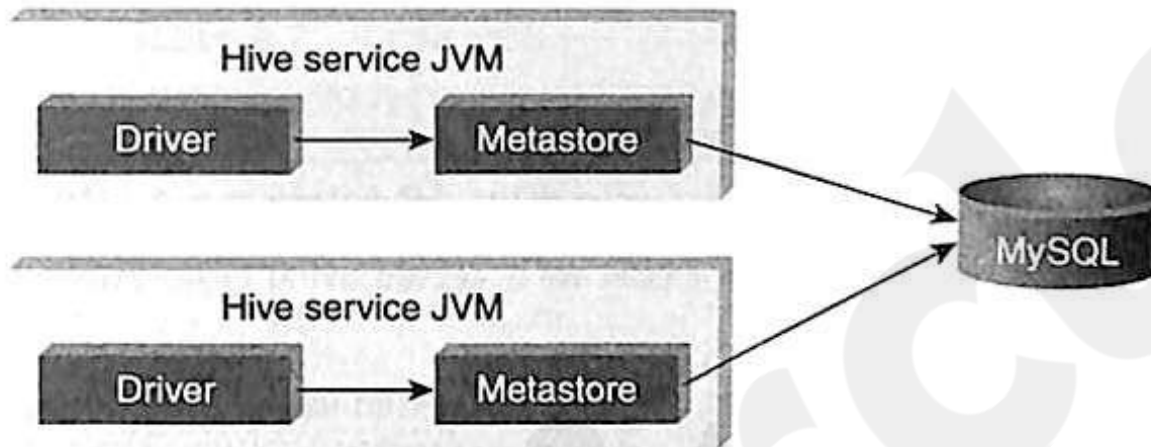 Hive service JVM
Driver
Metastore
MySQL
Hive service JVM
Driver
Metastore